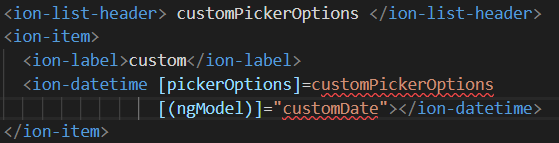 <ion-list-header> customPickerOptions </ion-list-header>
<ion-item>
<ion-label>custom</ion-label>
<ion-datetime [pickerOptions]=customPickerOptions
[(ngModel)]="customDate"></ion-datetime>
</ion-item>